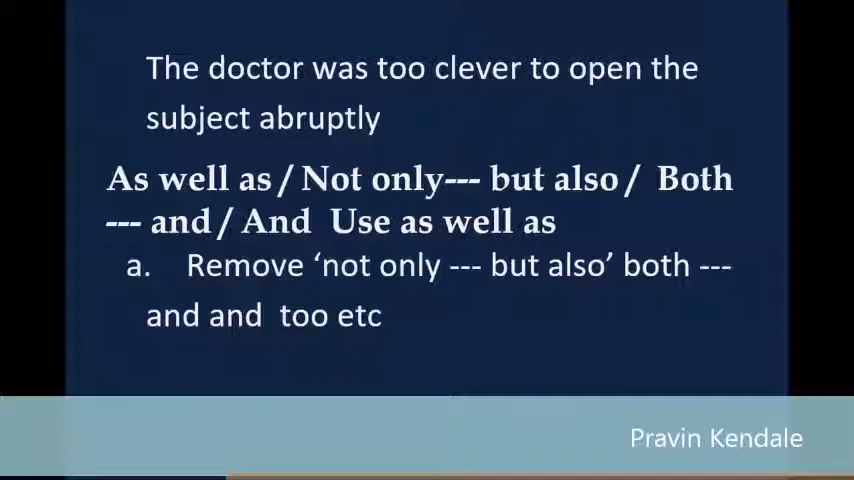 The doctor was too clever to open the
subject abruptly
As well as / Not only--- but also / Both
--- and / And Use as well as
a. Remove ‘not only --- but also’ both ---
and and too etc
Pravin Kendale